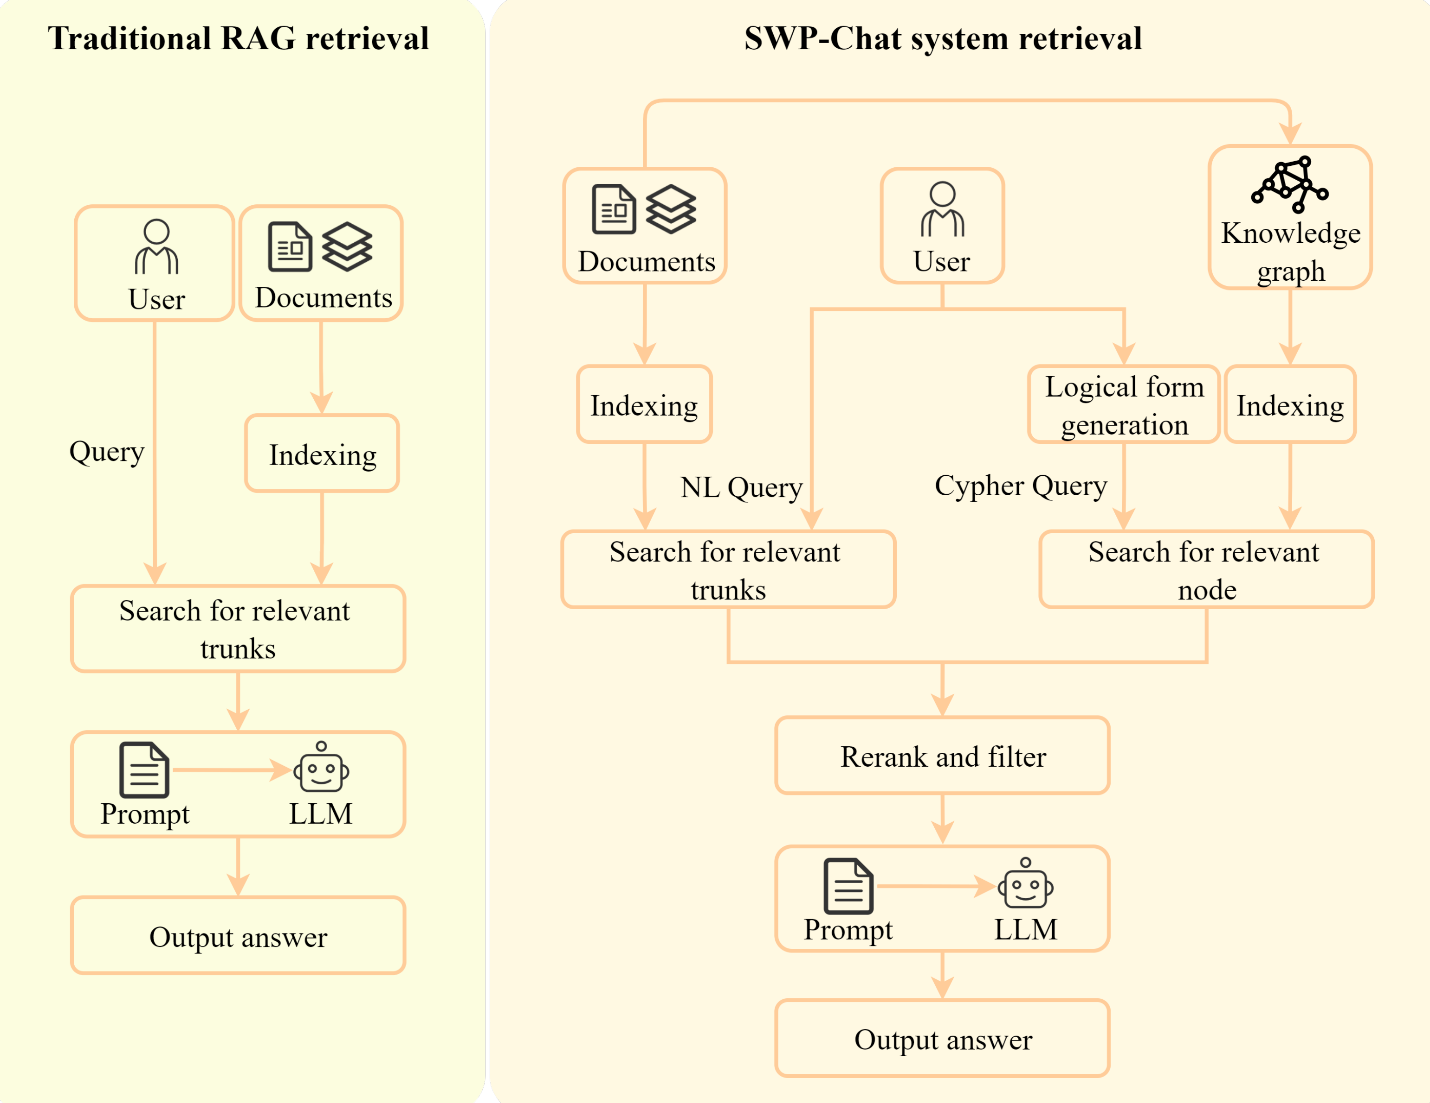 Traditional RAG retrieval
User
Documents
Query
Indexing
Search for relevant
trunks
Prompt
LLM
Output answer
SWP-Chat system retrieval
Documents
User
Knowledge
graph
Indexing
Logical form
generation
Indexing
NL Query
Cypher Query
Search for relevant
trunks
Search for relevant
node
Rerank and filter
Prompt
LLM
Output answer